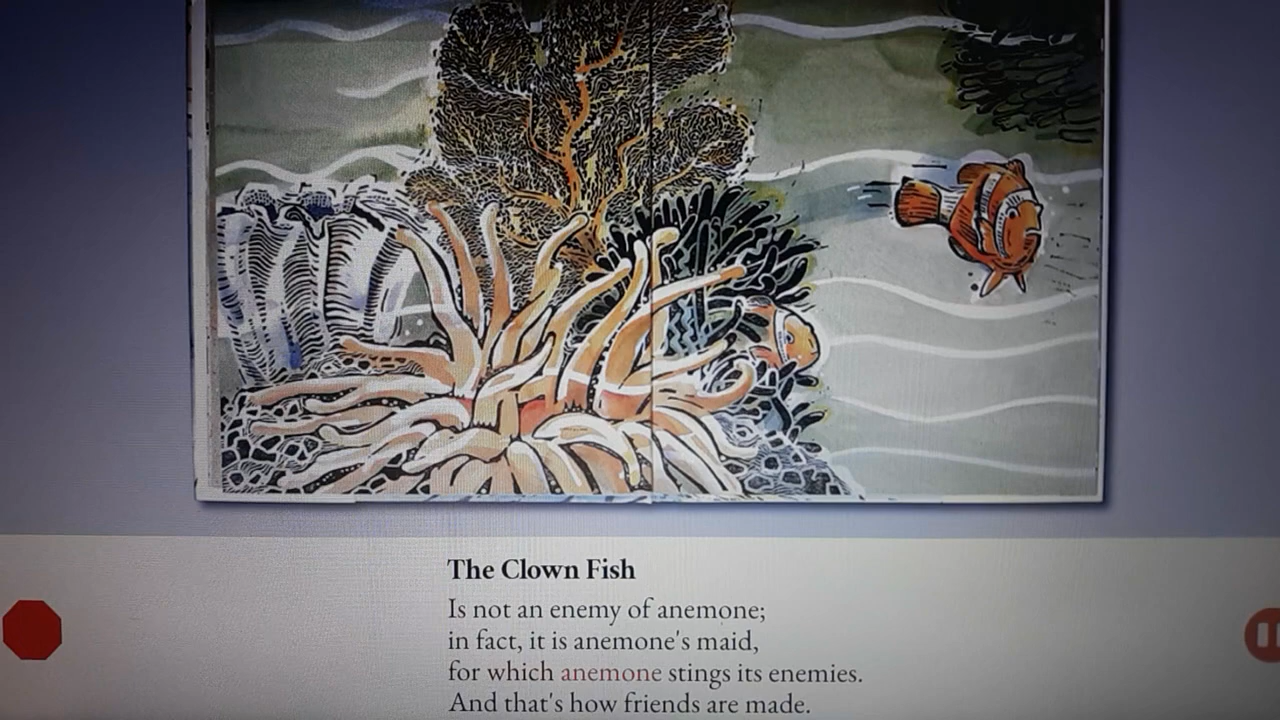 The Clown Fish
Is not an enemy of anemone;
in fact, it is anemone's maid,
for which anemone stings its enemies.
And that's how friends are made.